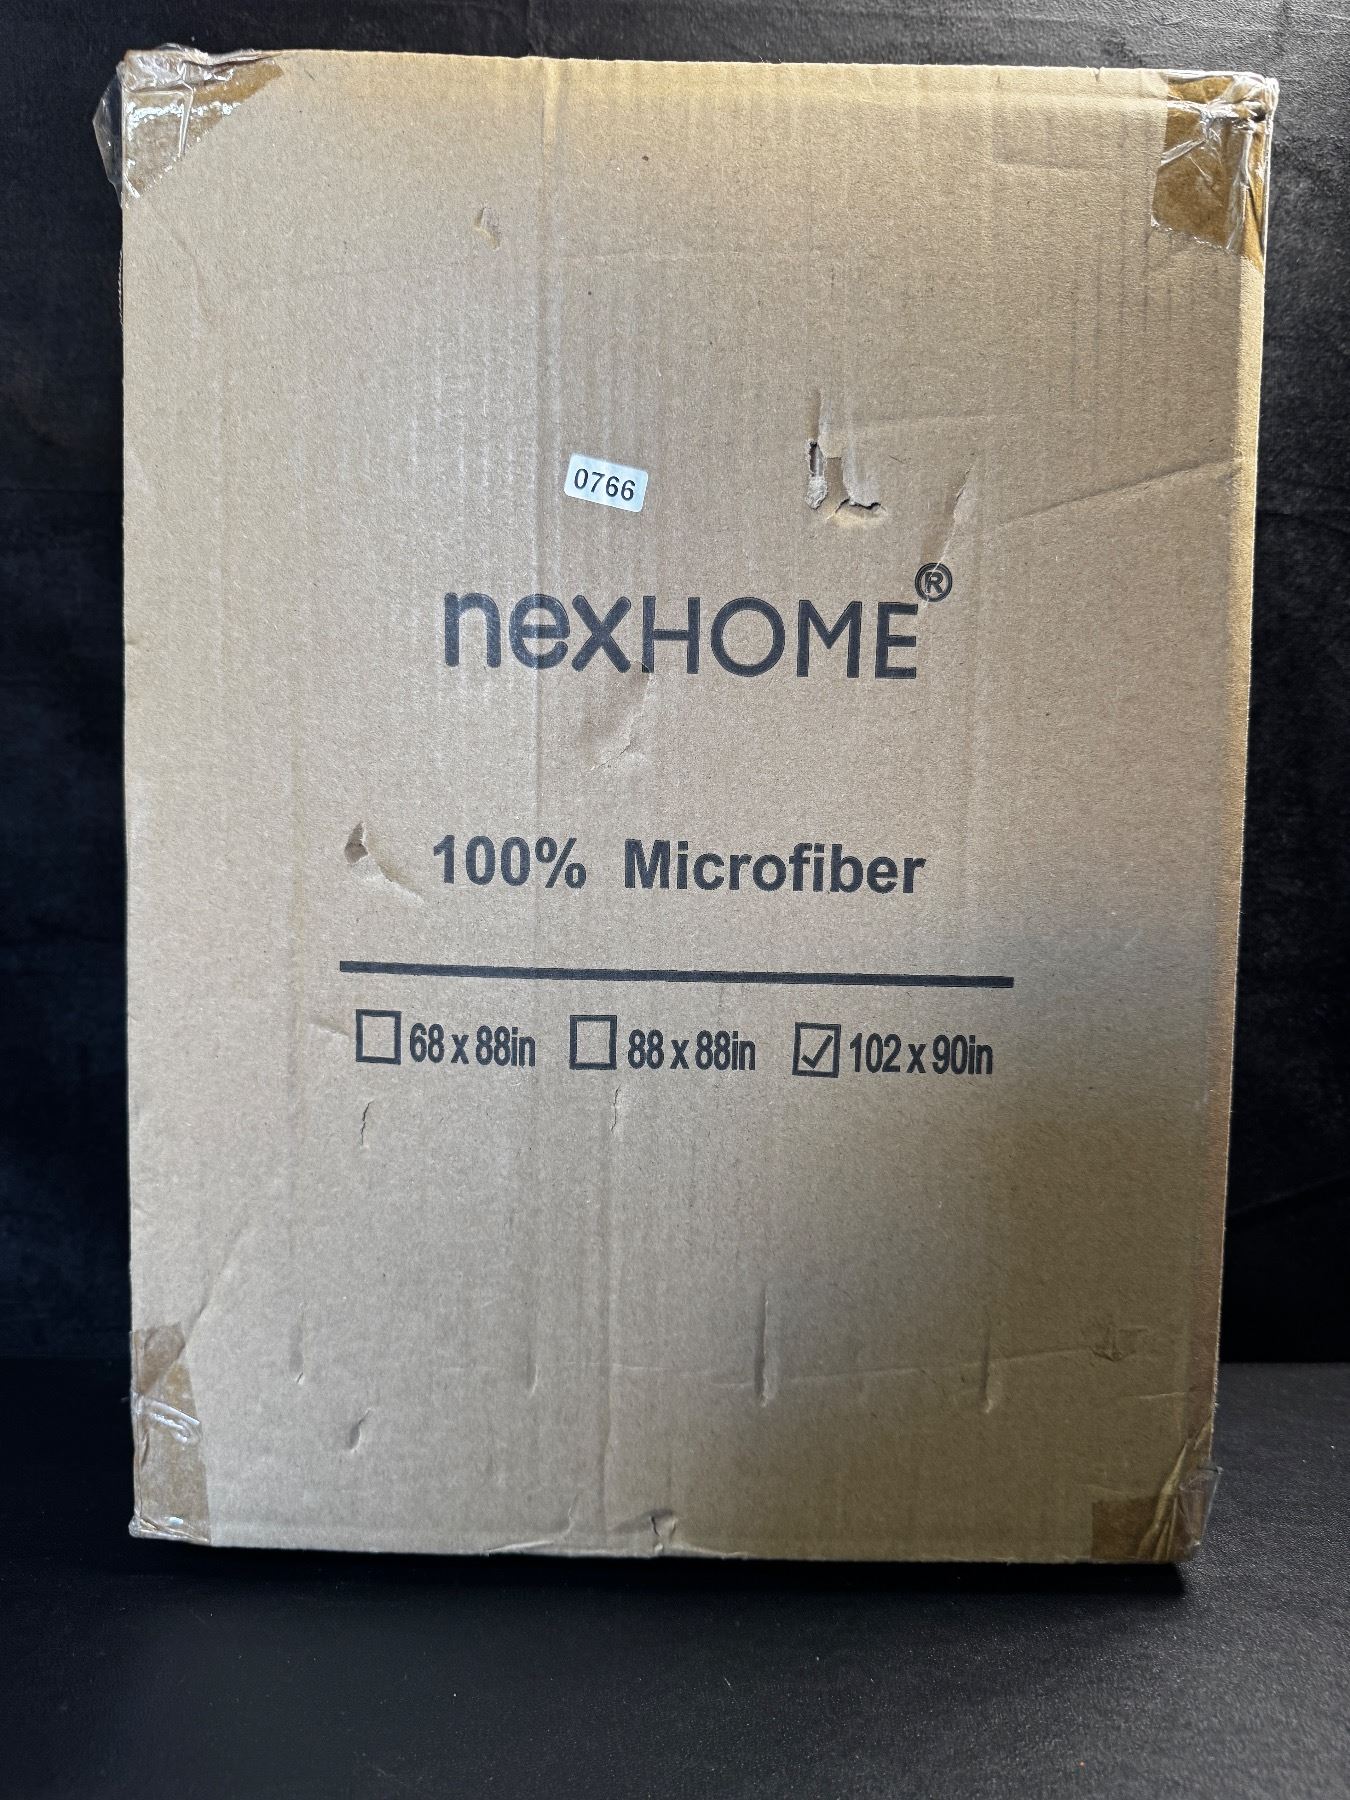 0766
nexHOME®
100% Microfiber
☐ 68 x 88in ☐ 88 x 88in ☑ 102 x 90in